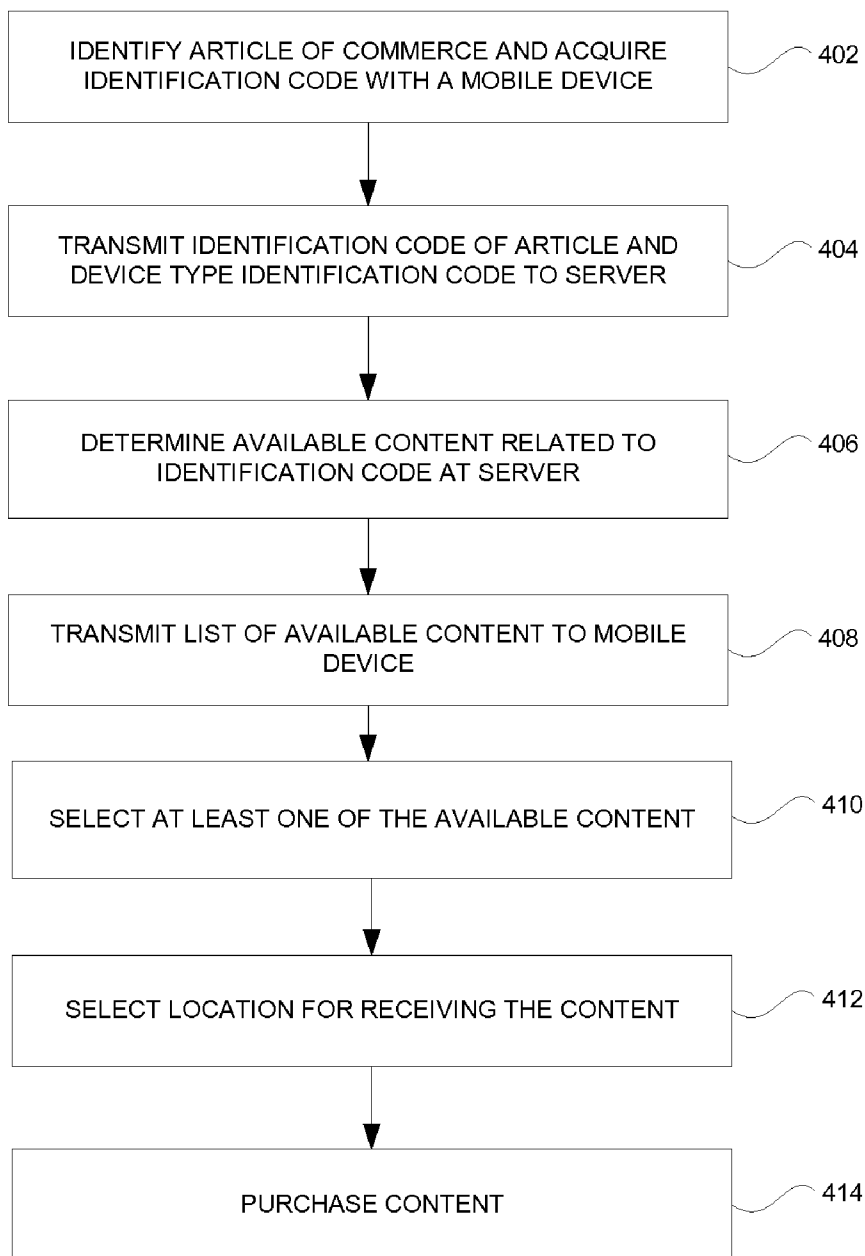 IDENTIFY ARTICLE OF COMMERCE AND ACQUIRE
IDENTIFICATION CODE WITH A MOBILE DEVICE
402
TRANSMIT IDENTIFICATION CODE OF ARTICLE AND
DEVICE TYPE IDENTIFICATION CODE TO SERVER
404
DETERMINE AVAILABLE CONTENT RELATED TO
IDENTIFICATION CODE AT SERVER
406
TRANSMIT LIST OF AVAILABLE CONTENT TO MOBILE
DEVICE
408
SELECT AT LEAST ONE OF THE AVAILABLE CONTENT
410
SELECT LOCATION FOR RECEIVING THE CONTENT
412
PURCHASE CONTENT
414